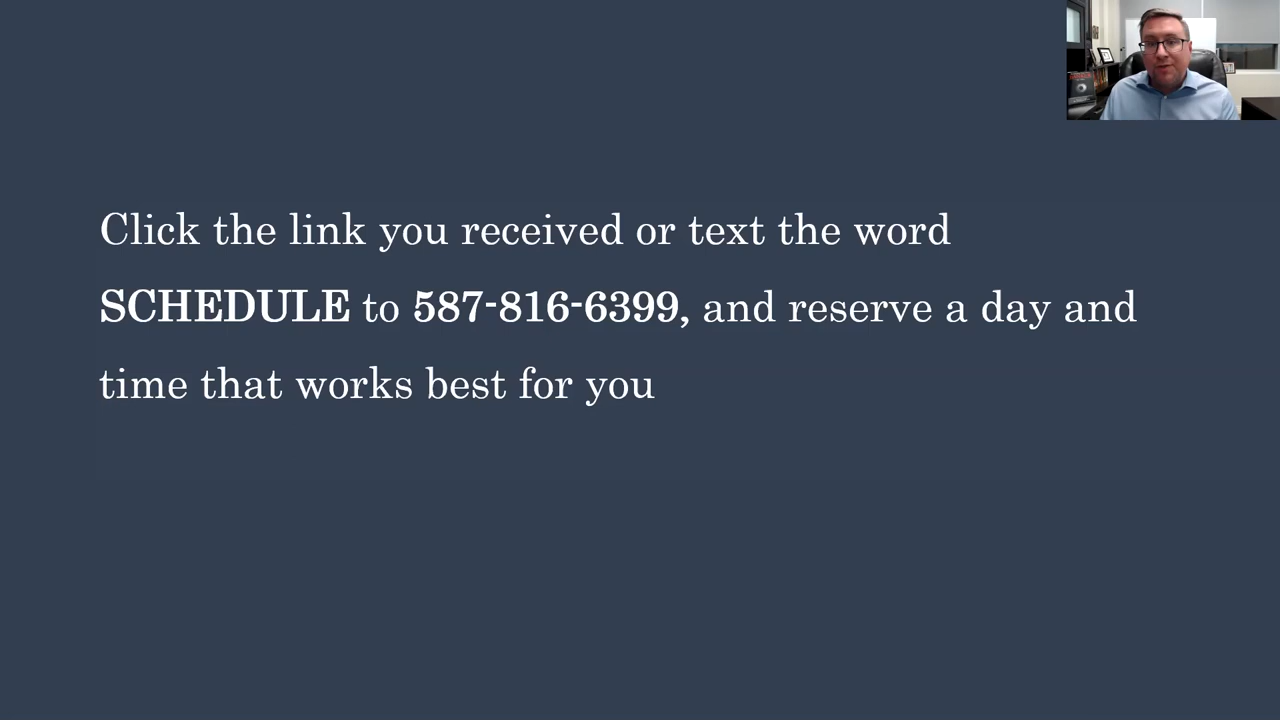 Click the link you received or text the word
SCHEDULE to 587-816-6399, and reserve a day and
time that works best for you